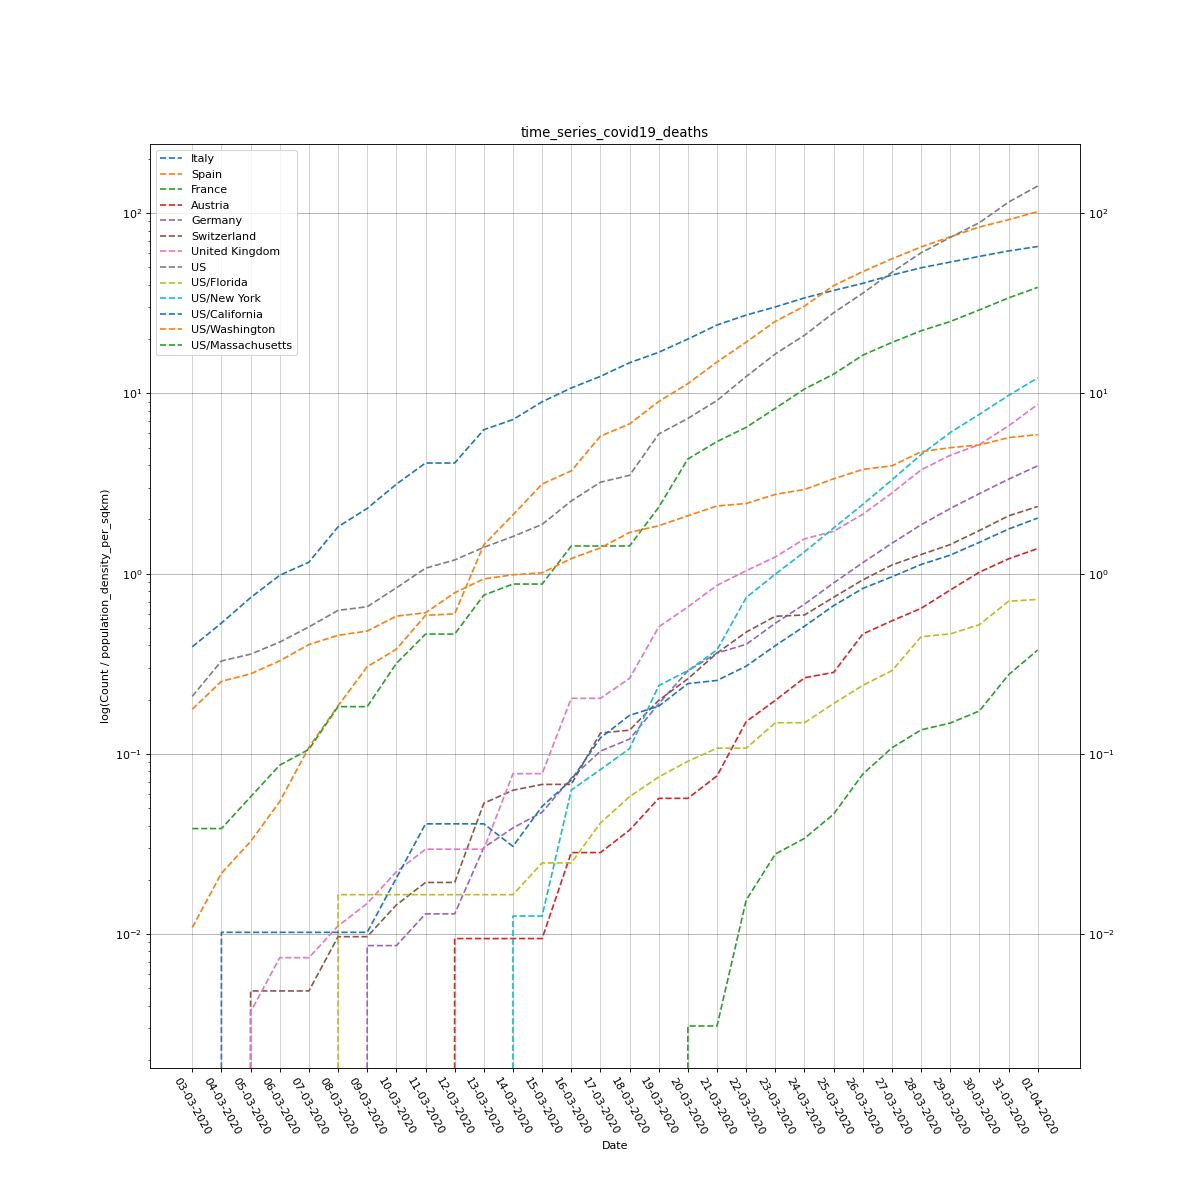 time_series_covid19_deaths
Italy
Spain
France
Austria
Germany
Switzerland
United Kingdom
US
US/Florida
US/New York
US/California
US/Washington
US/Massachusetts
10²
10¹
10⁰
10⁻¹
10⁻²
10²
10¹
10⁰
10⁻¹
10⁻²
log(Count / population_density_per_sqkm)
03-03-2020
04-03-2020
05-03-2020
06-03-2020
07-03-2020
08-03-2020
09-03-2020
10-03-2020
11-03-2020
12-03-2020
13-03-2020
14-03-2020
15-03-2020
16-03-2020
17-03-2020
18-03-2020
19-03-2020
20-03-2020
21-03-2020
22-03-2020
23-03-2020
24-03-2020
25-03-2020
26-03-2020
27-03-2020
28-03-2020
29-03-2020
30-03-2020
31-03-2020
01-04-2020
Date